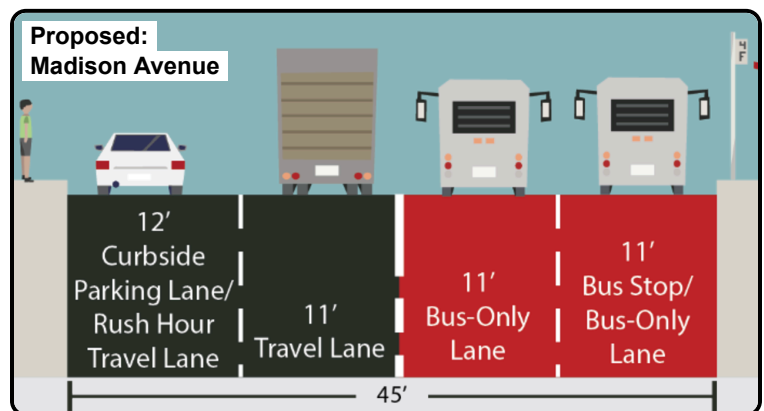 Proposed:
Madison Avenue
4
F
12’
Curbside
Parking Lane/
Rush Hour
Travel Lane
11’
Travel Lane
11’
Bus-Only
Lane
11’
Bus Stop/
Bus-Only
Lane
45’